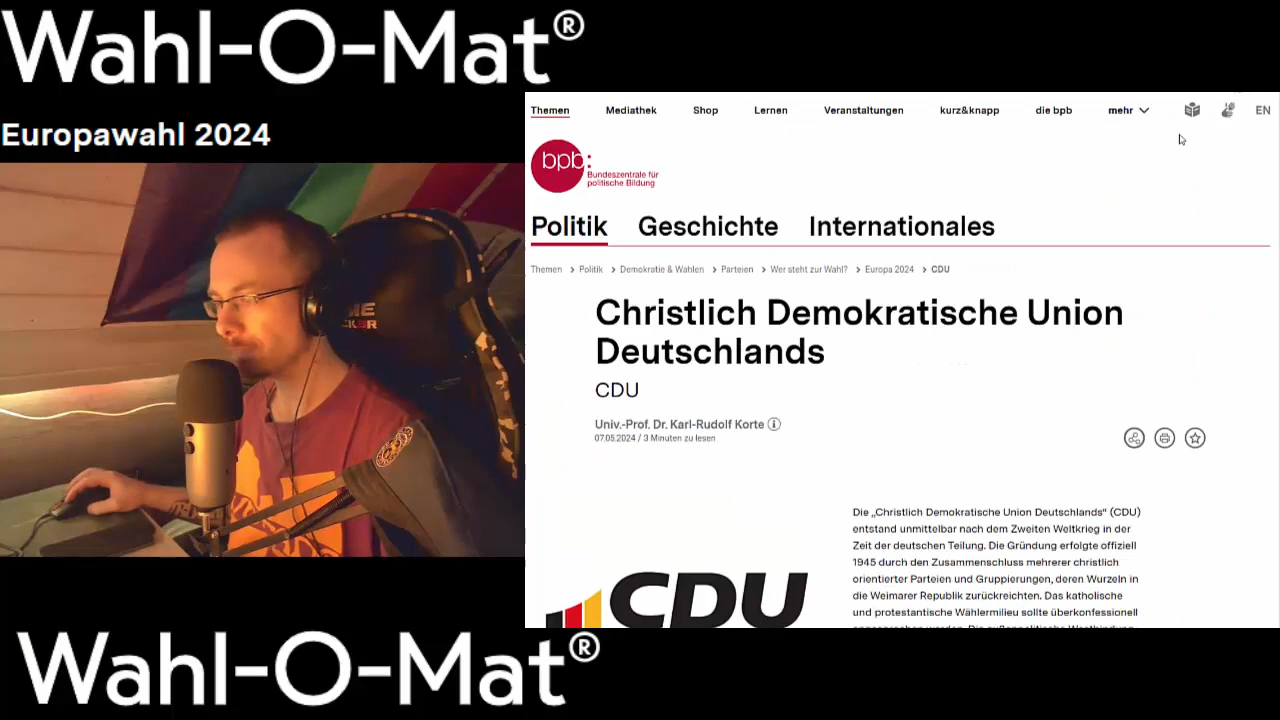 Wahl-O-Mat®
Europawahl 2024
Themen Mediathek Shop Lernen Veranstaltungen kurz&knapp die bpb mehr EN
bpb:
Bundeszentrale für
politische Bildung
Politik Geschichte Internationales
Themen > Politik > Demokratie & Wahlen > Parteien > Wer steht zur Wahl? > Europa 2024 > CDU
Christlich Demokratische Union
Deutschlands
CDU
Univ.-Prof. Dr. Karl-Rudolf Korte
07.05.2024 / 3 Minuten zu lesen
Die „Christlich Demokratische Union Deutschlands“ (CDU)
entstand unmittelbar nach dem Zweiten Weltkrieg in der
Zeit der deutschen Teilung. Die Gründung erfolgte offiziell
1945 durch den Zusammenschluss mehrerer christlich
orientierter Parteien und Gruppierungen, deren Wurzeln in
die Weimarer Republik zurückreichten. Das katholische
und protestantische Wählermilieu sollte überkonfessionell
CDU
Wahl-O-Mat®